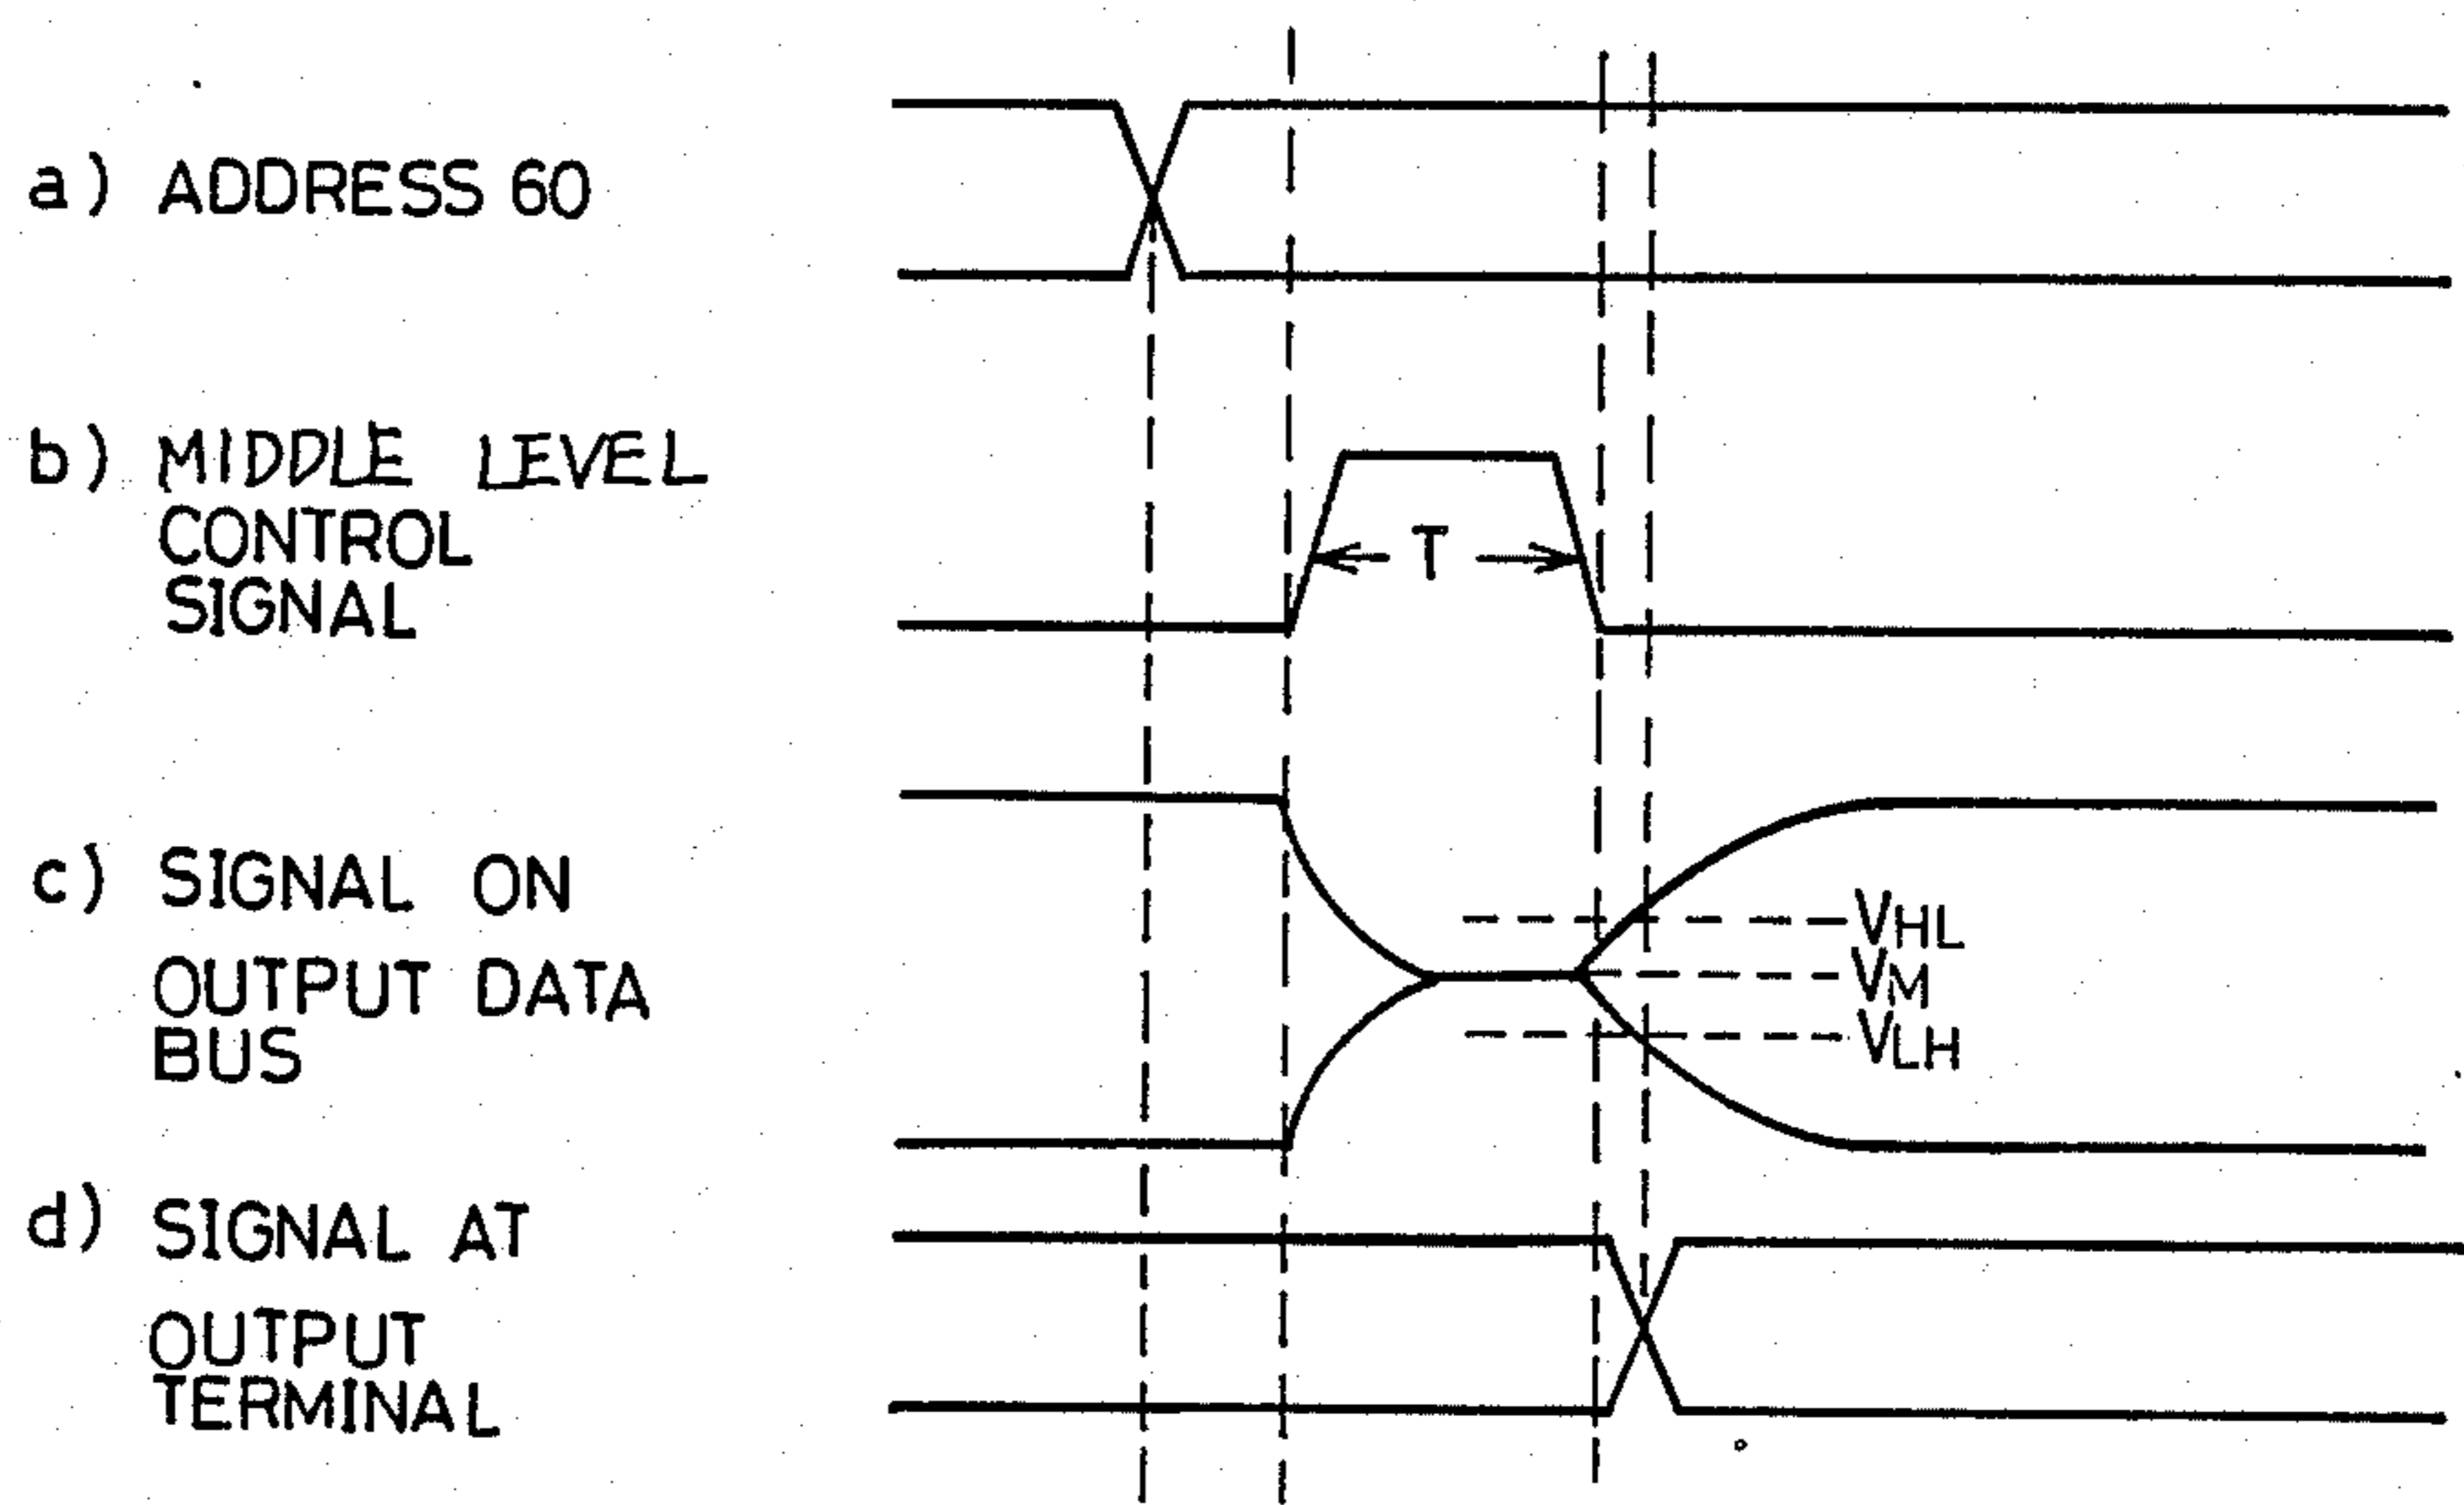 a) ADDRESS 60
b) MIDDLE LEVEL
CONTROL
SIGNAL
T
c) SIGNAL ON
OUTPUT DATA
BUS
VHL
VM
VLH
d) SIGNAL AT
OUTPUT
TERMINAL